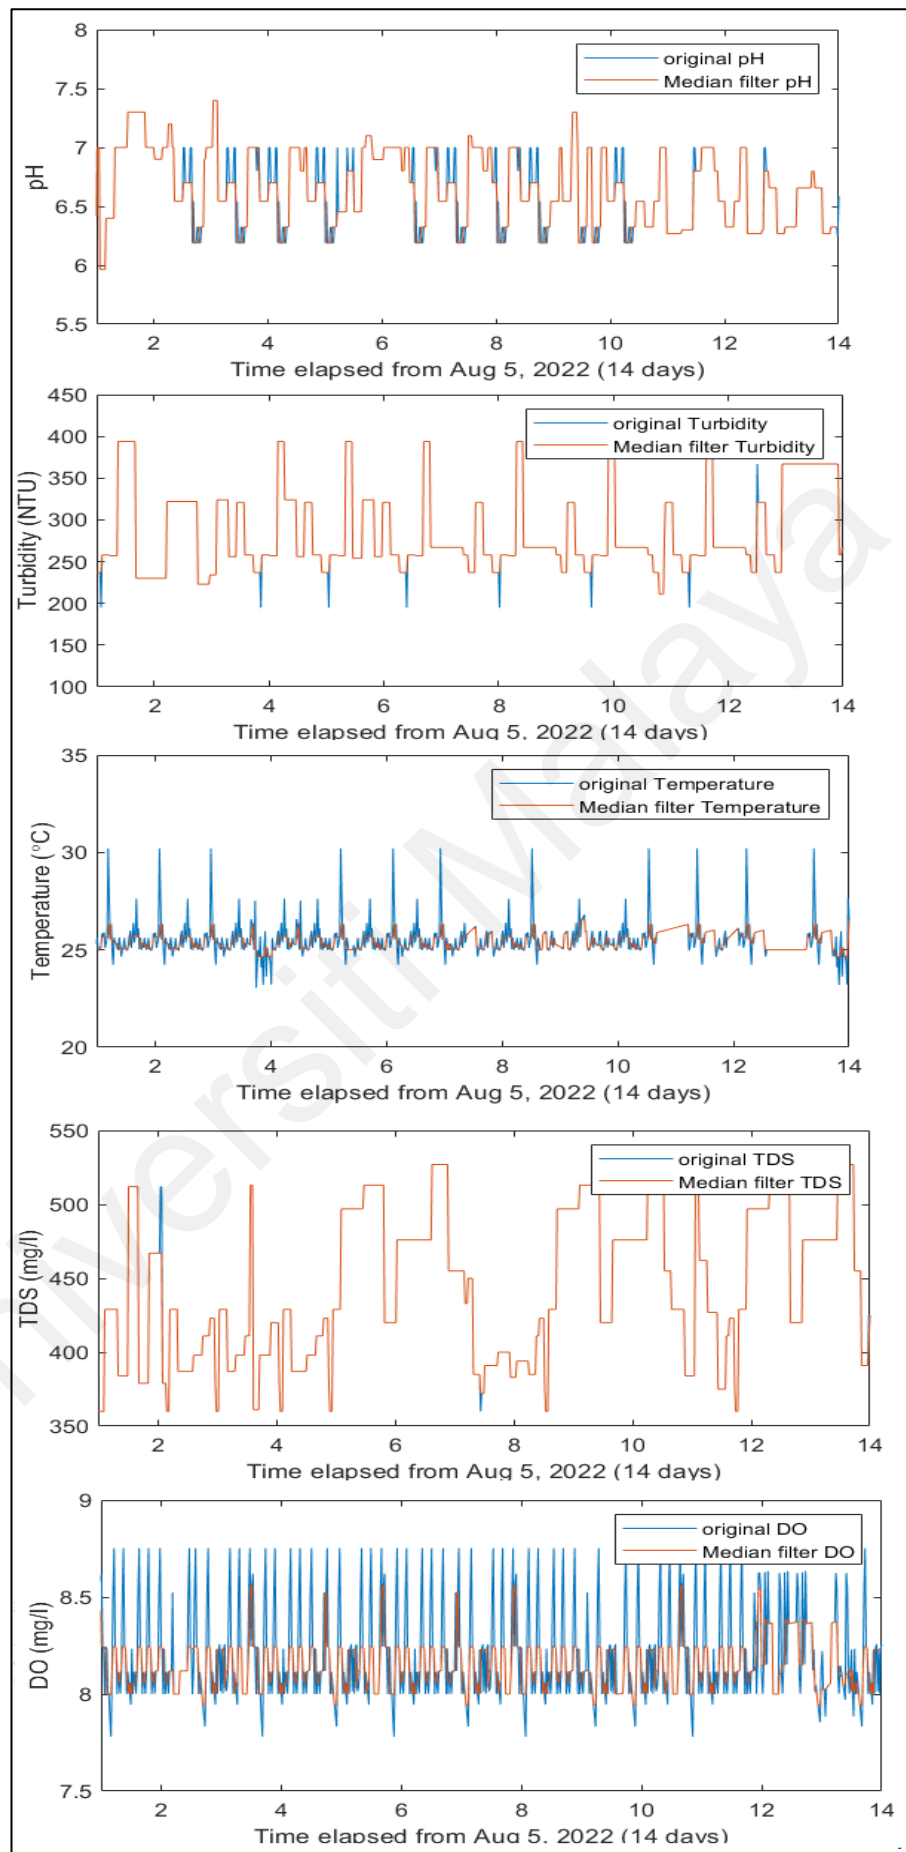 8
7.5
7
6.5
6
5.5
pH
original pH
Median filter pH
2 4 6 8 10 12 14
Time elapsed from Aug 5, 2022 (14 days)
450
400
350
300
250
200
150
100
Turbidity (NTU)
original Turbidity
Median filter Turbidity
2 4 6 8 10 12 14
Time elapsed from Aug 5, 2022 (14 days)
35
30
25
20
Temperature (°C)
original Temperature
Median filter Temperature
2 4 6 8 10 12 14
Time elapsed from Aug 5, 2022 (14 days)
550
500
450
400
350
TDS (mg/l)
original TDS
Median filter TDS
2 4 6 8 10 12 14
Time elapsed from Aug 5, 2022 (14 days)
9
8.5
8
7.5
DO (mg/l)
original DO
Median filter DO
2 4 6 8 10 12 14
Time elapsed from Aug 5, 2022 (14 days)
niversiti Malaya